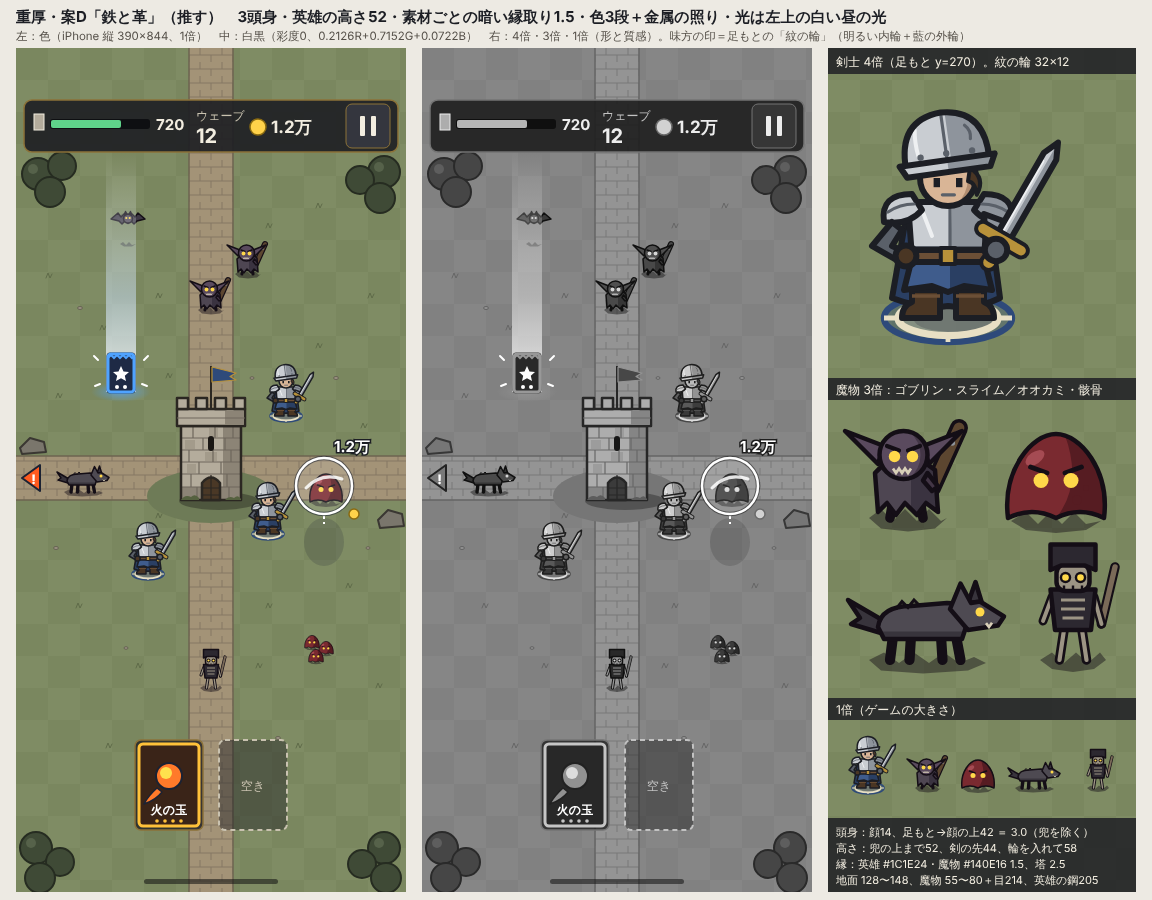 重厚・案D「鉄と革」（推す）　3頭身・英雄の高さ52・素材ごとの暗い縁取り1.5・色3段＋金属の照り・光は左上の白い昼の光
左：色（iPhone 縦 390×844、1倍）　中：白黒（彩度0、0.2126R+0.7152G+0.0722B）　右：4倍・3倍・1倍（形と質感）。味方の印＝足もとの「紋の輪」（明るい内輪＋藍の外輪）
720
ウェーブ
12
1.2万
1.2万
火の玉
空き
720
ウェーブ
12
1.2万
1.2万
火の玉
空き
剣士 4倍（足もと y=270）。紋の輪 32×12
魔物 3倍：ゴブリン・スライム／オオカミ・骸骨
1倍（ゲームの大きさ）
頭身：顔14、足もと→顔の上42 ＝ 3.0（兜を除く）
高さ：兜の上まで52、剣の先44、輪を入れて58
縁：英雄 #1C1E24・魔物 #140E16 1.5、塔 2.5
地面 128〜148、魔物 55〜80＋目214、英雄の鋼205